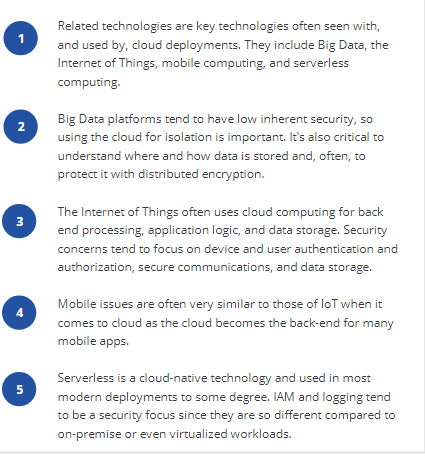 1
Related technologies are key technologies often seen with,
and used by, cloud deployments. They include Big Data, the
Internet of Things, mobile computing, and serverless
computing.
2
Big Data platforms tend to have low inherent security, so
using the cloud for isolation is important. It's also critical to
understand where and how data is stored and, often, to
protect it with distributed encryption.
3
The Internet of Things often uses cloud computing for back
end processing, application logic, and data storage. Security
concerns tend to focus on device and user authentication and
authorization, secure communications, and data storage.
4
Mobile issues are often very similar to those of IoT when it
comes to cloud as the cloud becomes the back-end for many
mobile apps.
5
Serverless is a cloud-native technology and used in most
modern deployments to some degree. IAM and logging tend
to be a security focus since they are so different compared to
on-premise or even virtualized workloads.